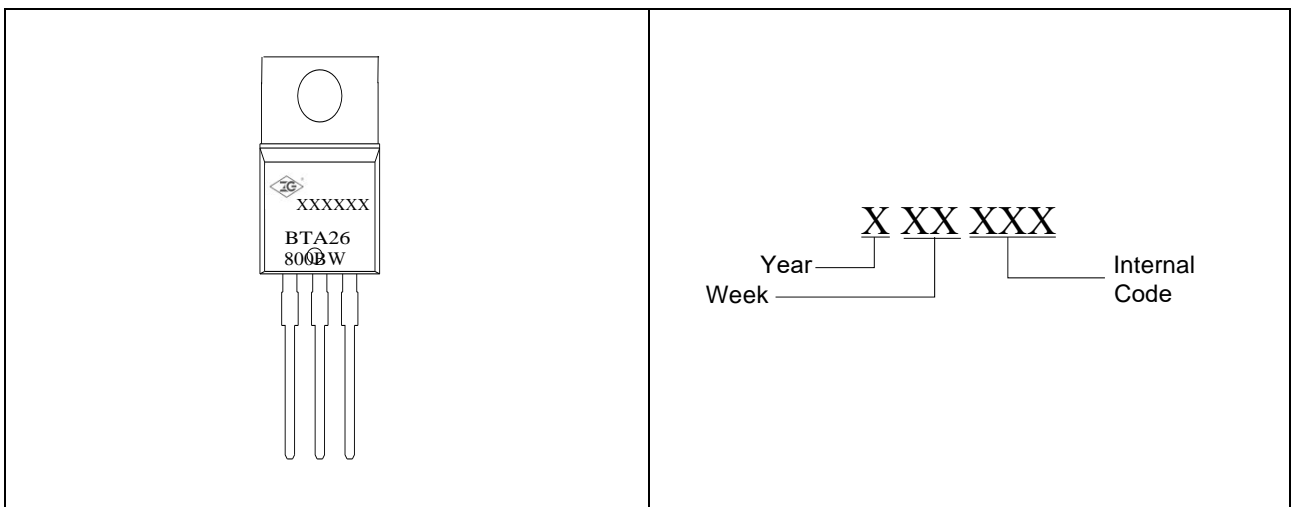 XXXXXX
BTA26
800BW
X XX XXX
Year
Week
Internal
Code